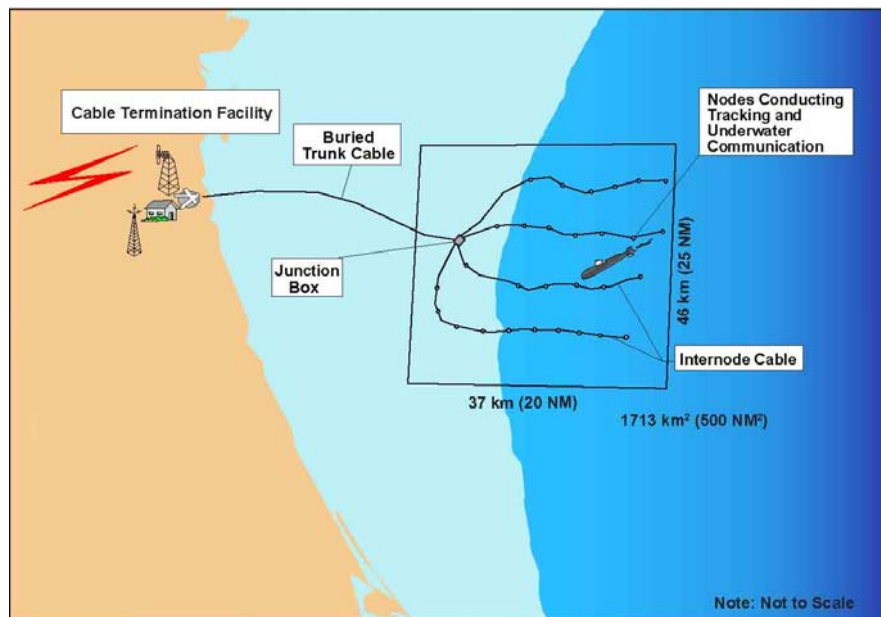 Cable Termination Facility
Buried
Trunk Cable
Nodes Conducting
Tracking and
Underwater
Communication
Junction
Box
46 km (25 NM)
Internode Cable
37 km (20 NM)
1713 km² (500 NM²)
Note: Not to Scale